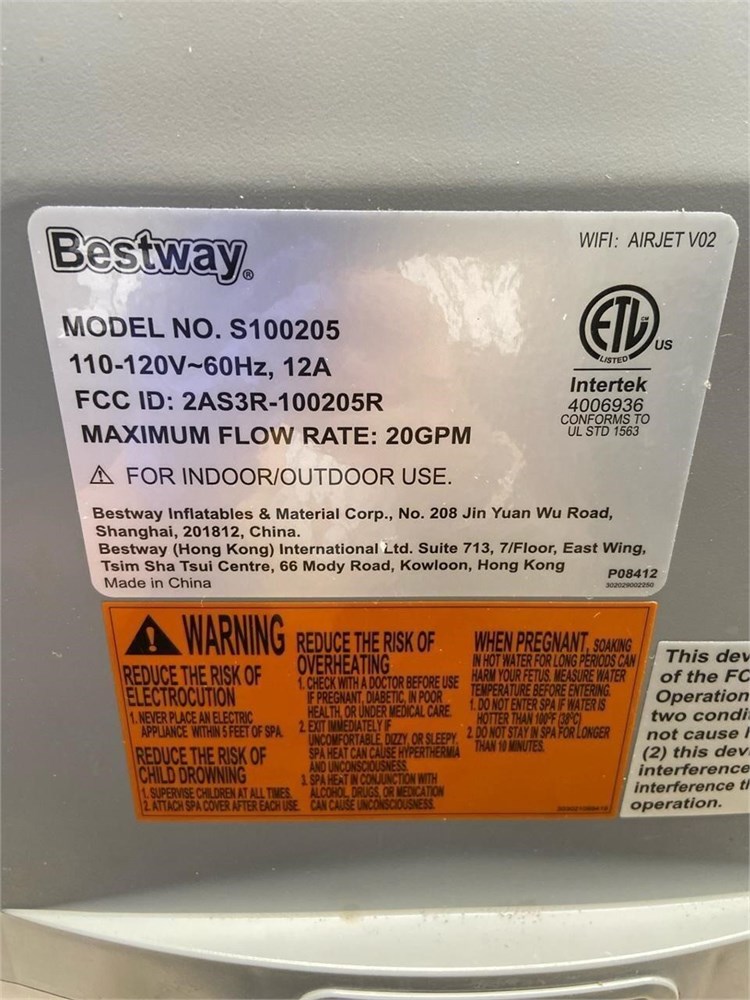 Bestway®
WIFI: AIRJET V02
MODEL NO. S100205
110-120V~60Hz, 12A
FCC ID: 2AS3R-100205R
MAXIMUM FLOW RATE: 20GPM
FOR INDOOR/OUTDOOR USE.
ETL CM
US
LISTED
Intertek
4006936
CONFORMS TO
UL STD 1563
Bestway Inflatables & Material Corp., No. 208 Jin Yuan Wu Road,
Shanghai, 201812, China.
Bestway (Hong Kong) International Ltd. Suite 713, 7/Floor, East Wing,
Tsim Sha Tsui Centre, 66 Mody Road, Kowloon, Hong Kong
Made in China
P08412
302029002250
WARNING
REDUCE THE RISK OF
ELECTROCUTION
1. NEVER PLACE AN ELECTRIC
APPLIANCE WITHIN 5 FEET OF SPA.
REDUCE THE RISK OF
CHILD DROWNING
1. SUPERVISE CHILDREN AT ALL TIMES.
2. ATTACH SPA COVER AFTER EACH USE.
REDUCE THE RISK OF
OVERHEATING
1. CHECK WITH A DOCTOR BEFORE USE
IF PREGNANT, DIABETIC, IN POOR
HEALTH, OR UNDER MEDICAL CARE.
2. EXIT IMMEDIATELY IF
UNCOMFORTABLE, DIZZY, OR SLEEPY.
SPA HEAT CAN CAUSE HYPERTHERMIA
AND UNCONSCIOUSNESS.
3. SPA HEAT IN CONJUNCTION WITH
ALCOHOL, DRUGS, OR MEDICATION
CAN CAUSE UNCONSCIOUSNESS.
WHEN PREGNANT, SOAKING
IN HOT WATER FOR LONG PERIODS CAN
HARM YOUR FETUS. MEASURE WATER
TEMPERATURE BEFORE ENTERING.
1. DO NOT ENTER SPA IF WATER IS
HOTTER THAN 100°F (38°C)
2. DO NOT STAY IN SPA FOR LONGER
THAN 10 MINUTES.
This dev
of the FC
Operation
two condi
not cause h
(2) this dev
interference
interference th
operation.